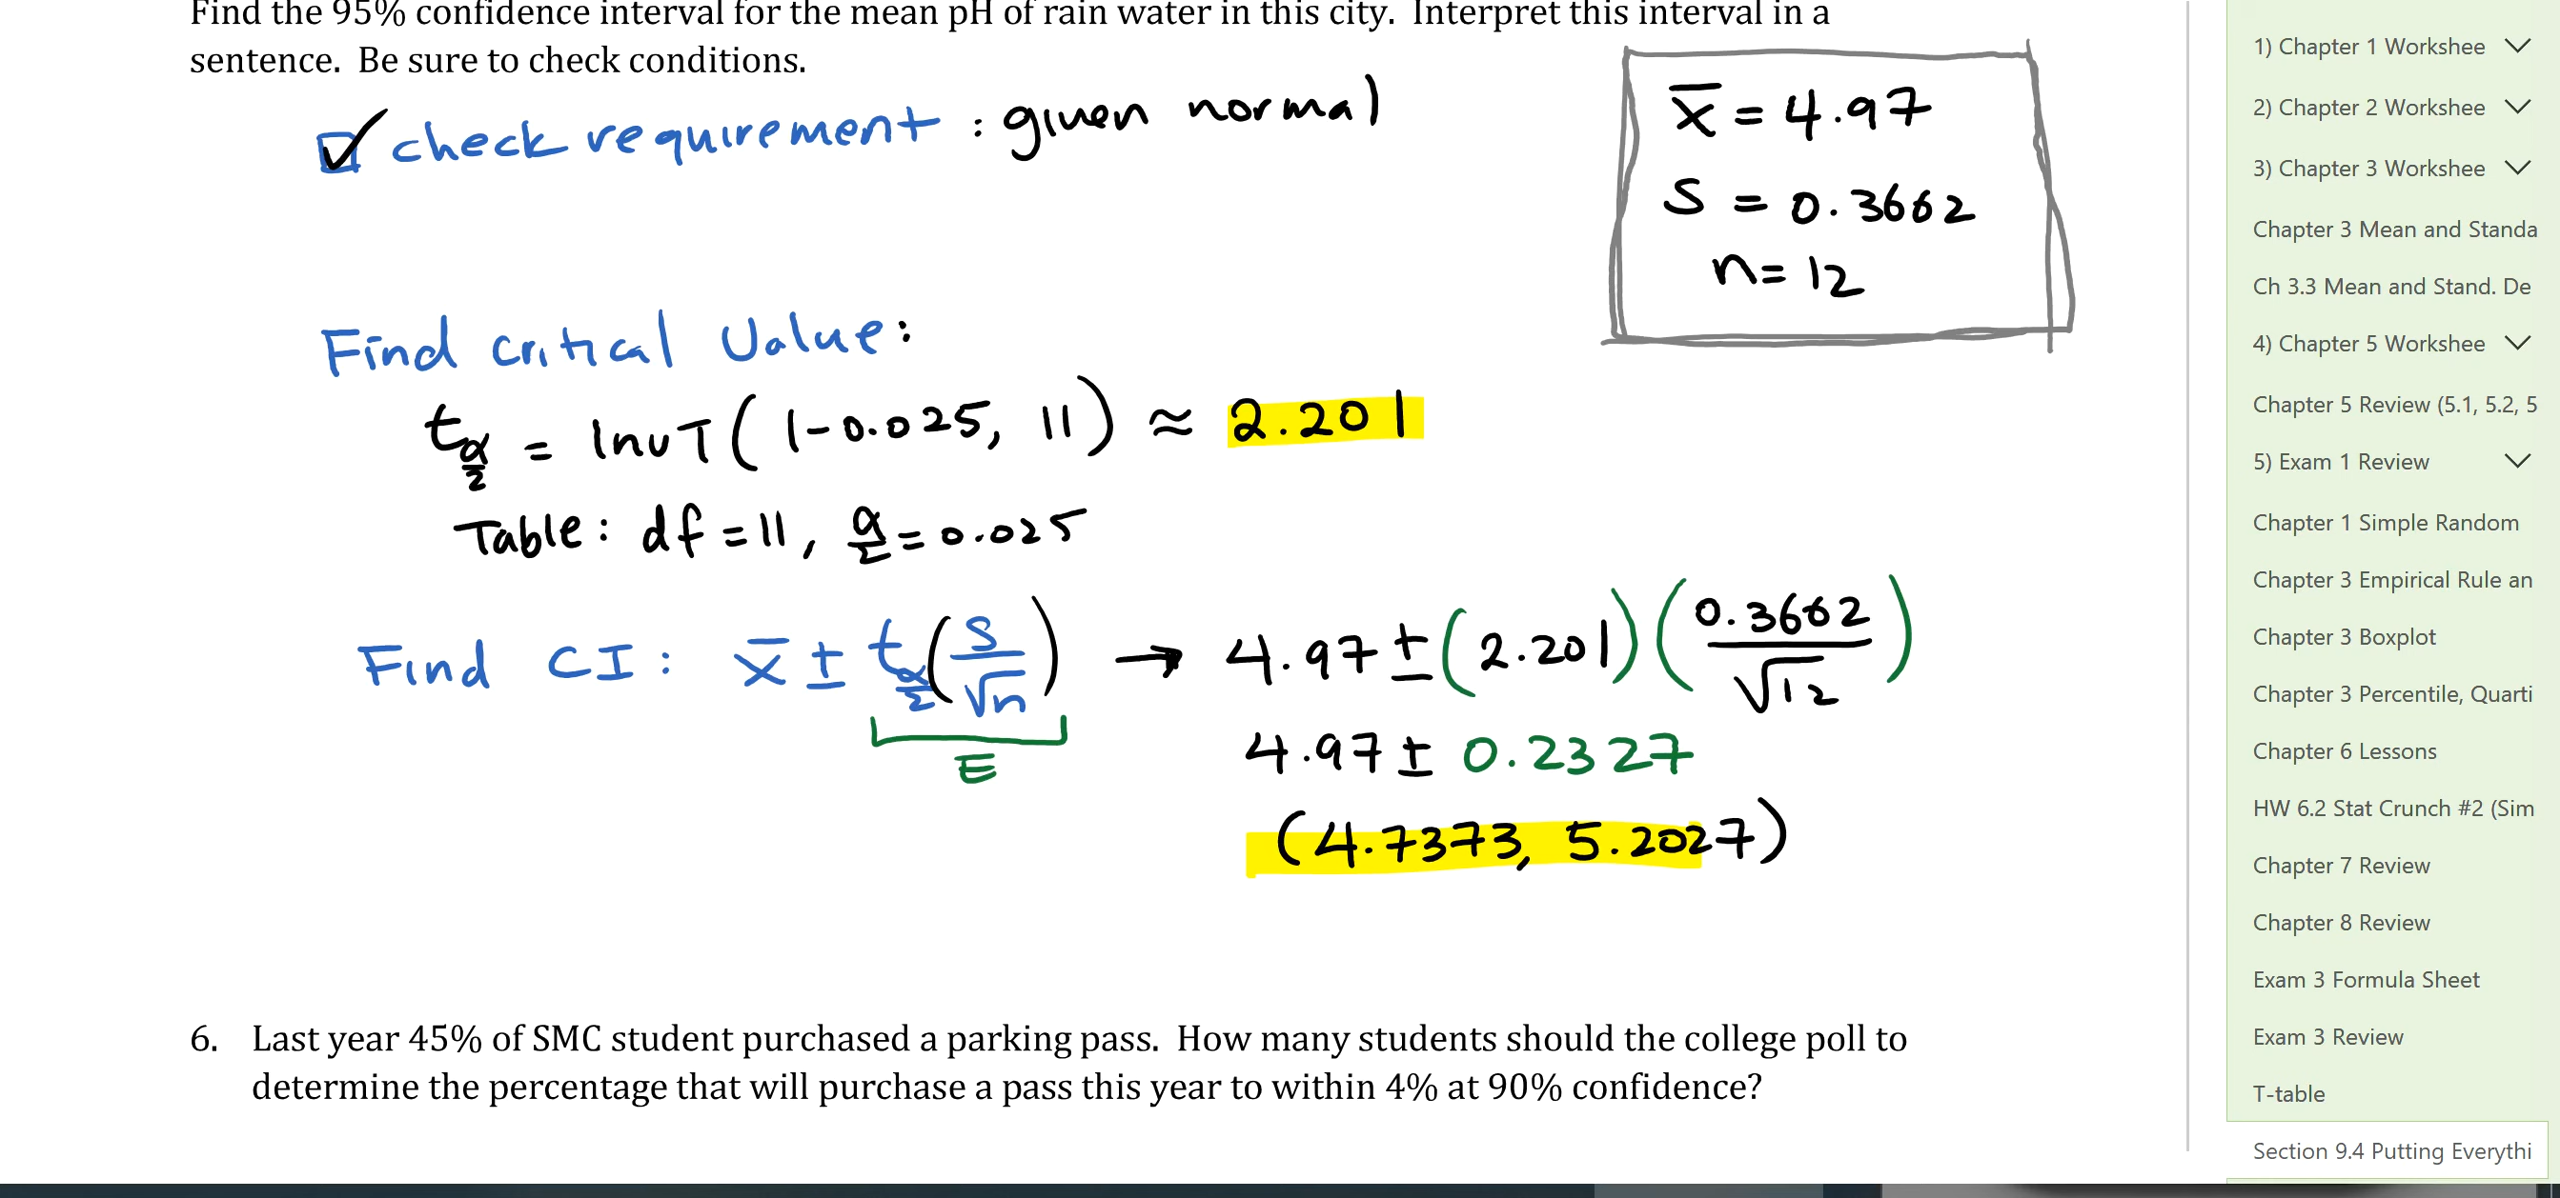 Find the 95% confidence interval for the mean pH of rain water in this city. Interpret this interval in a
sentence. Be sure to check conditions.
check requirement : given normal
x̄ = 4.97
S = 0.3662
n = 12
Find critical value:
t_α/2 = InvT(1-0.025, 11) ≈ 2.201
Table: df = 11, α/2 = 0.025
Find CI: x̄ ± t_α/2 (s/√n) → 4.97 ± (2.201)(0.3662/√12)
E
4.97 ± 0.2327
(4.7373, 5.2027)
6. Last year 45% of SMC student purchased a parking pass. How many students should the college poll to
determine the percentage that will purchase a pass this year to within 4% at 90% confidence?
1) Chapter 1 Workshee
2) Chapter 2 Workshee
3) Chapter 3 Workshee
Chapter 3 Mean and Standa
Ch 3.3 Mean and Stand. De
4) Chapter 5 Workshee
Chapter 5 Review (5.1, 5.2, 5
5) Exam 1 Review
Chapter 1 Simple Random
Chapter 3 Empirical Rule an
Chapter 3 Boxplot
Chapter 3 Percentile, Quarti
Chapter 6 Lessons
HW 6.2 Stat Crunch #2 (Sim
Chapter 7 Review
Chapter 8 Review
Exam 3 Formula Sheet
Exam 3 Review
T-table
Section 9.4 Putting Everythi